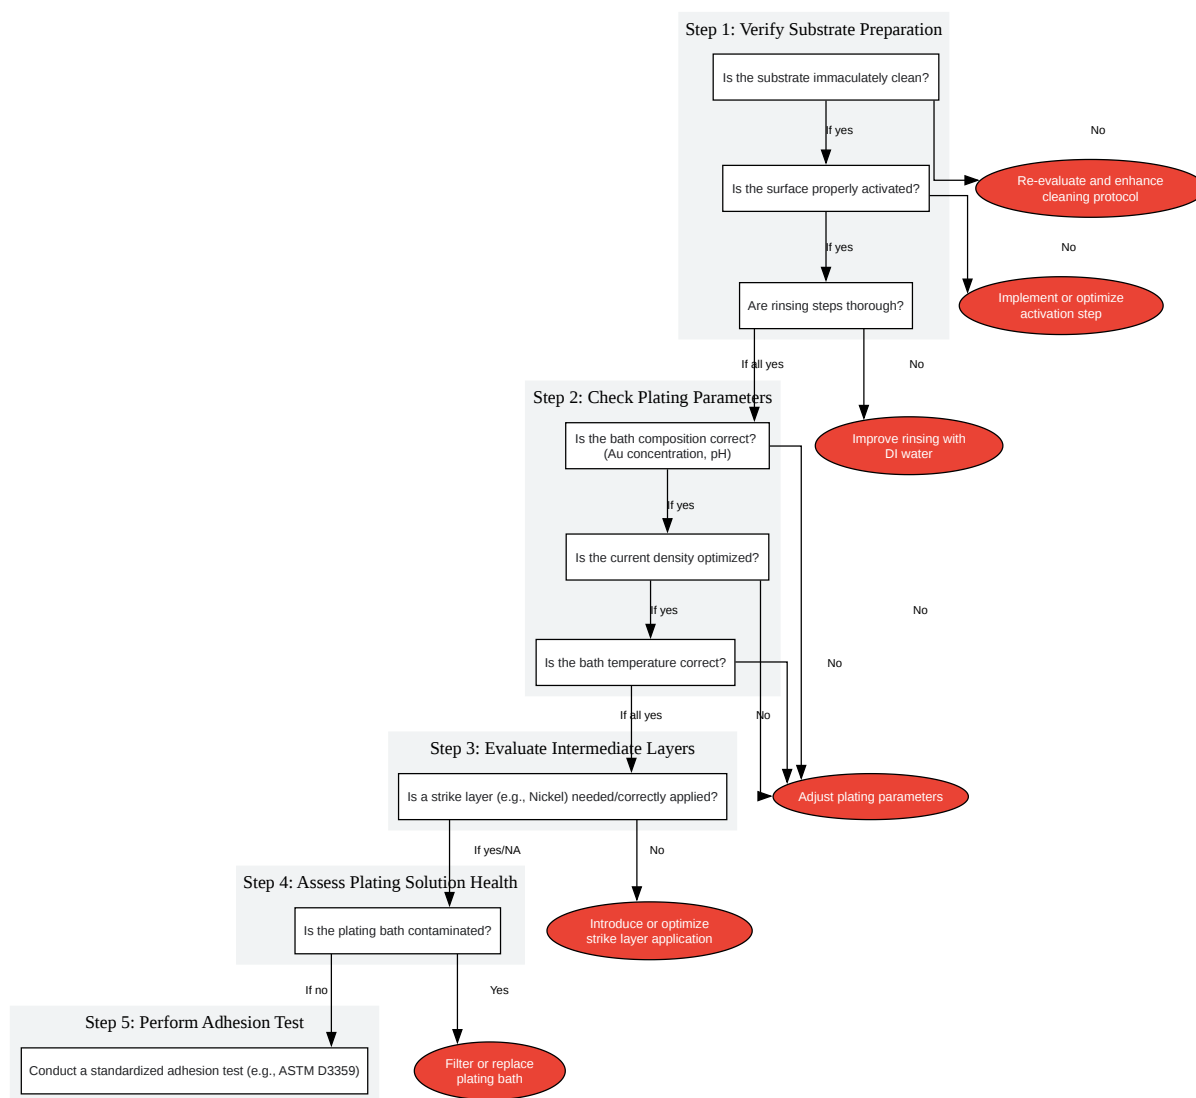 Step 1: Verify Substrate Preparation
Is the substrate immaculately clean?
If yes
No
Re-evaluate and enhance
cleaning protocol
Is the surface properly activated?
If yes
No
Implement or optimize
activation step
Are rinsing steps thorough?
If all yes
No
Step 2: Check Plating Parameters
Improve rinsing with
DI water
Is the bath composition correct?
(Au concentration, pH)
If yes
Is the current density optimized?
If yes
No
Is the bath temperature correct?
No
If all yes
No
Step 3: Evaluate Intermediate Layers
Is a strike layer (e.g., Nickel) needed/correctly applied?
Adjust plating parameters
If yes/NA
No
Step 4: Assess Plating Solution Health
Is the plating bath contaminated?
Introduce or optimize
strike layer application
If no
Yes
Step 5: Perform Adhesion Test
Conduct a standardized adhesion test (e.g., ASTM D3359)
Filter or replace
plating bath